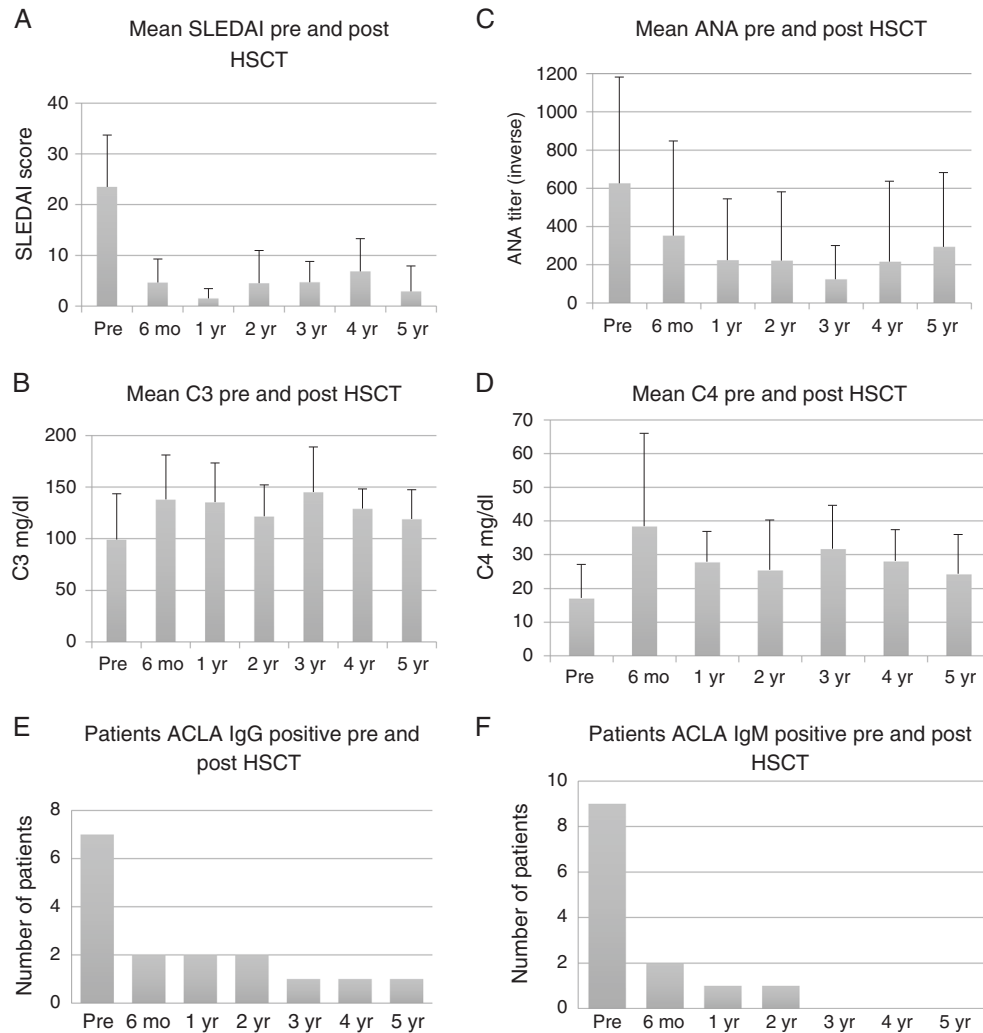 A
Mean SLEDAI pre and post
HSCT
SLEDAI score
40
30
20
10
0
Pre 6 mo 1 yr 2 yr 3 yr 4 yr 5 yr
C
Mean ANA pre and post HSCT
ANA titer (inverse)
1200
1000
800
600
400
200
0
Pre 6 mo 1 yr 2 yr 3 yr 4 yr 5 yr
B
Mean C3 pre and post HSCT
C3 mg/dl
200
150
100
50
0
Pre 6 mo 1 yr 2 yr 3 yr 4 yr 5 yr
D
Mean C4 pre and post HSCT
C4 mg/dl
70
60
50
40
30
20
10
0
Pre 6 mo 1 yr 2 yr 3 yr 4 yr 5 yr
E
Patients ACLA IgG positive pre and
post HSCT
Number of patients
8
6
4
2
0
Pre 6 mo 1 yr 2 yr 3 yr 4 yr 5 yr
F
Patients ACLA IgM positive pre and post
HSCT
Number of patients
10
8
6
4
2
0
Pre 6 mo 1 yr 2 yr 3 yr 4 yr 5 yr